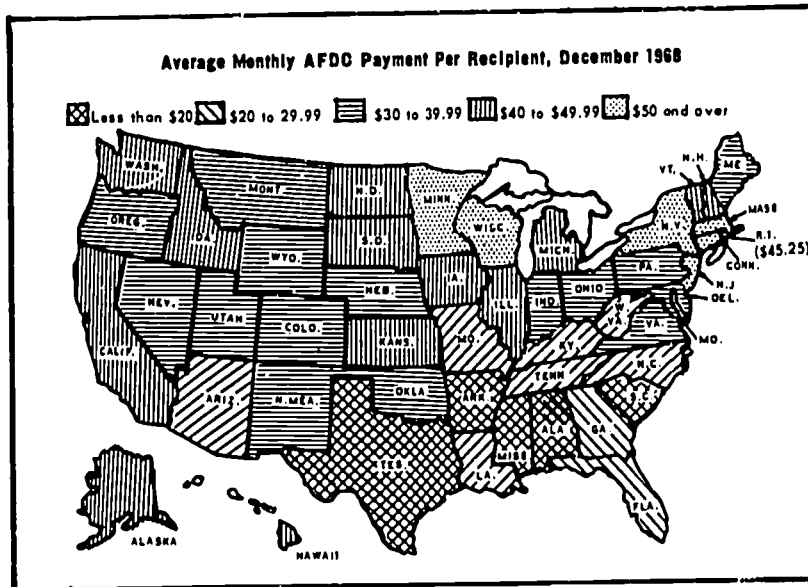 Average Monthly AFDC Payment Per Recipient, December 1968
Less than $20 $20 to 29.99 $30 to 39.99 $40 to $49.99 $50 and over
WASH.
MONT.
N.D.
MINN.
VT.
N.H.
ME.
OREG.
IDA.
S.D.
WISC.
MICH.
N.Y.
MASS
R.I.
($45.25)
CONN.
WYO.
IA.
PA.
N.J
NEV.
NEB.
ILL.
IND.
OHIO
DEL.
UTAH
COLO.
W.
VA.
VA.
MD.
CALIF.
KANS.
MO.
KY.
N.C.
TENN
ARIZ.
N.MEX.
OKLA
ARK.
S.C.
TEX.
LA.
MISS
ALA
GA.
FLA.
ALASKA
HAWAII